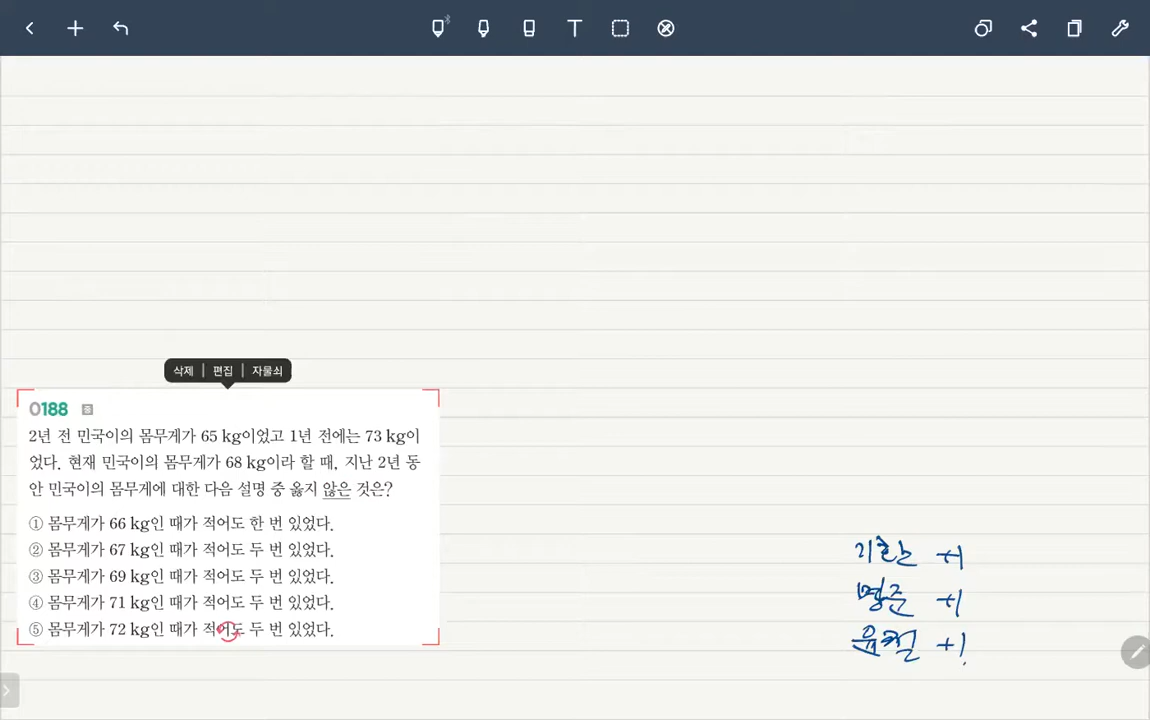 삭제 | 편집 | 자물쇠
0188 중
2년 전 민국이의 몸무게가 65 kg이었고 1년 전에는 73 kg이
었다. 현재 민국이의 몸무게가 68 kg이라 할 때, 지난 2년 동
안 민국이의 몸무게에 대한 다음 설명 중 옳지 않은 것은?
① 몸무게가 66 kg인 때가 적어도 한 번 있었다.
② 몸무게가 67 kg인 때가 적어도 두 번 있었다.
③ 몸무게가 69 kg인 때가 적어도 두 번 있었다.
④ 몸무게가 71 kg인 때가 적어도 두 번 있었다.
⑤ 몸무게가 72 kg인 때가 적어도 두 번 있었다.
+1
명준 +1
+1